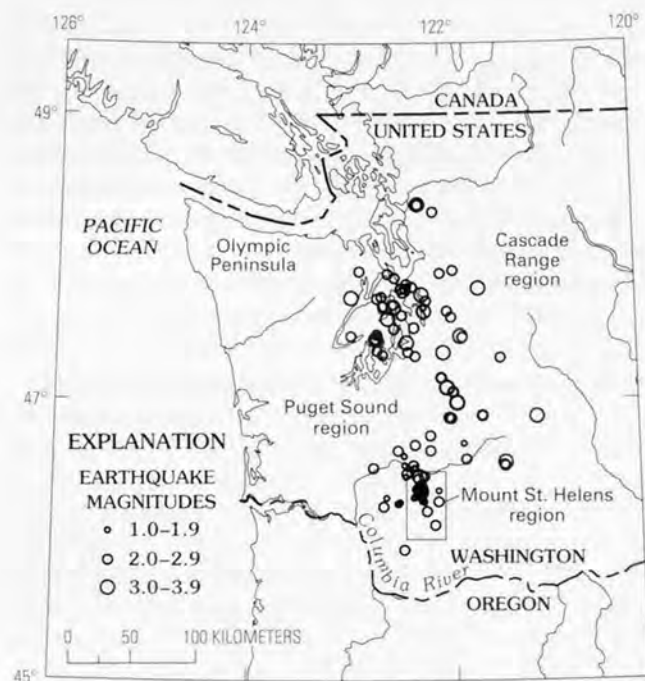 126°
124°
122°
120°
49°
CANADA
UNITED STATES
PACIFIC
OCEAN
Olympic
Peninsula
Cascade
Range
region
47°
Puget Sound
region
EXPLANATION
EARTHQUAKE
MAGNITUDES
1.0–1.9
2.0–2.9
3.0–3.9
Mount St. Helens
region
Columbia River
WASHINGTON
OREGON
0 50 100 KILOMETERS
45°